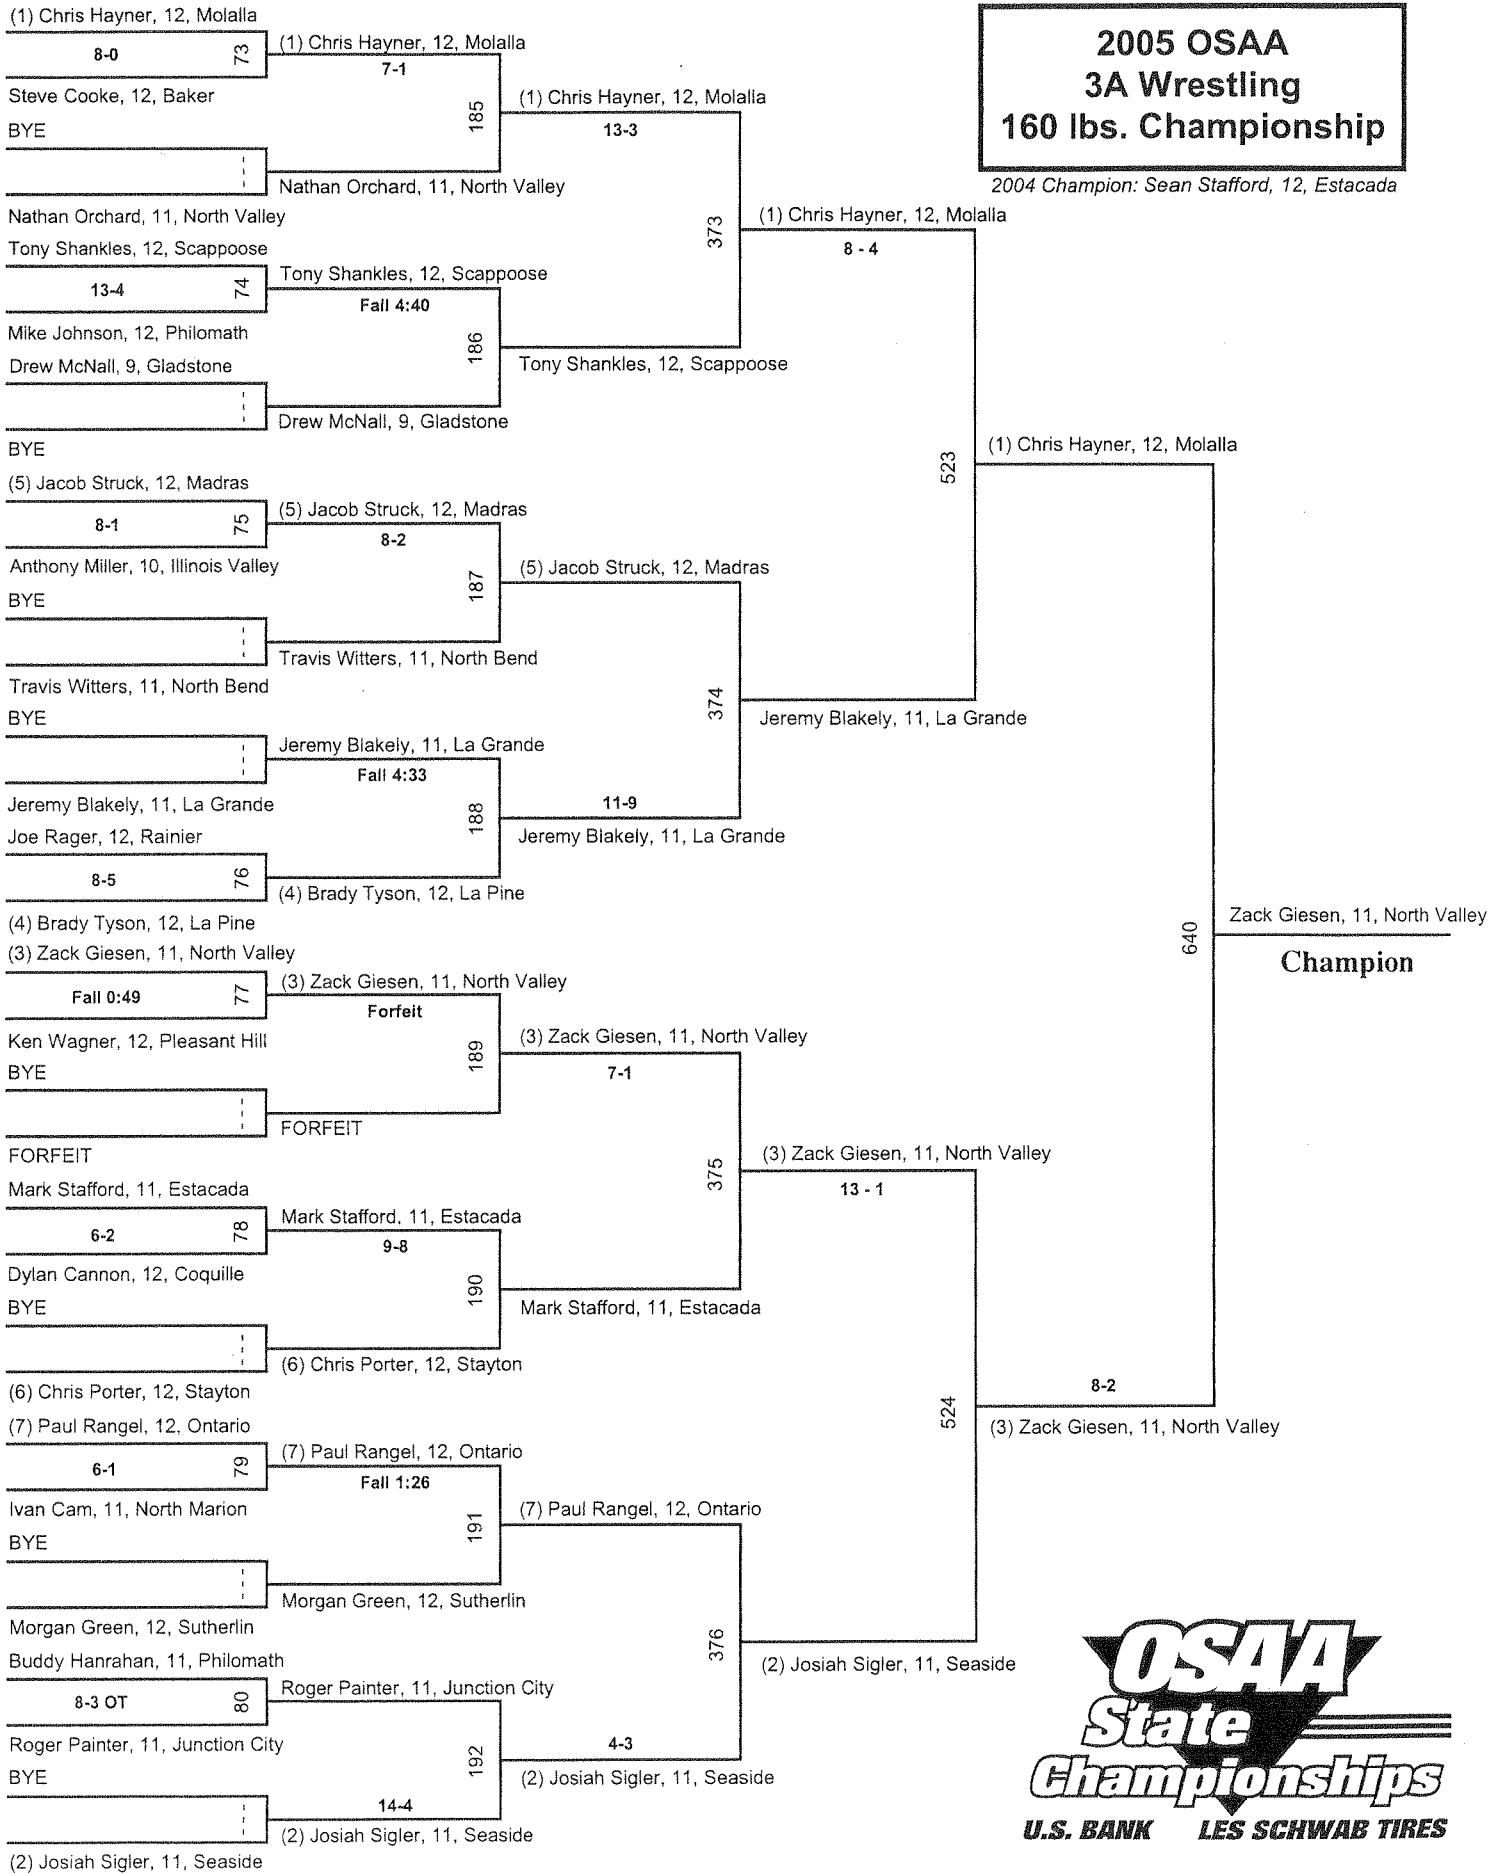 (1) Chris Hayner, 12, Molalla
8-0
73
Steve Cooke, 12, Baker
BYE
Nathan Orchard, 11, North Valley
Tony Shankles, 12, Scappoose
13-4
74
Mike Johnson, 12, Philomath
Drew McNall, 9, Gladstone
BYE
(5) Jacob Struck, 12, Madras
8-1
75
Anthony Miller, 10, Illinois Valley
BYE
Travis Witters, 11, North Bend
BYE
Jeremy Blakely, 11, La Grande
Joe Rager, 12, Rainier
8-5
76
(4) Brady Tyson, 12, La Pine
(3) Zack Giesen, 11, North Valley
Fall 0:49
77
Ken Wagner, 12, Pleasant Hill
BYE
FORFEIT
Mark Stafford, 11, Estacada
6-2
78
Dylan Cannon, 12, Coquille
BYE
(6) Chris Porter, 12, Stayton
(7) Paul Rangel, 12, Ontario
6-1
79
Ivan Cam, 11, North Marion
BYE
Morgan Green, 12, Sutherlin
Buddy Hanrahan, 11, Philomath
8-3 OT
80
Roger Painter, 11, Junction City
BYE
(2) Josiah Sigler, 11, Seaside
(1) Chris Hayner, 12, Molalla
7-1
185
Nathan Orchard, 11, North Valley
Tony Shankles, 12, Scappoose
Fall 4:40
186
Drew McNall, 9, Gladstone
(5) Jacob Struck, 12, Madras
8-2
187
Travis Witters, 11, North Bend
Jeremy Blakely, 11, La Grande
Fall 4:33
188
(4) Brady Tyson, 12, La Pine
(3) Zack Giesen, 11, North Valley
Forfeit
189
FORFEIT
Mark Stafford, 11, Estacada
9-8
190
(6) Chris Porter, 12, Stayton
(7) Paul Rangel, 12, Ontario
Fall 1:26
191
Morgan Green, 12, Sutherlin
Roger Painter, 11, Junction City
192
14-4
(2) Josiah Sigler, 11, Seaside
(1) Chris Hayner, 12, Molalla
13-3
373
Tony Shankles, 12, Scappoose
(5) Jacob Struck, 12, Madras
374
11-9
Jeremy Blakely, 11, La Grande
(3) Zack Giesen, 11, North Valley
7-1
375
Mark Stafford, 11, Estacada
(7) Paul Rangel, 12, Ontario
376
4-3
(2) Josiah Sigler, 11, Seaside
(1) Chris Hayner, 12, Molalla
8 - 4
523
Jeremy Blakely, 11, La Grande
(3) Zack Giesen, 11, North Valley
13 - 1
524
(2) Josiah Sigler, 11, Seaside
(1) Chris Hayner, 12, Molalla
640
8-2
(3) Zack Giesen, 11, North Valley
Zack Giesen, 11, North Valley
Champion
2005 OSAA
3A Wrestling
160 lbs. Championship
2004 Champion: Sean Stafford, 12, Estacada
OSAA
State
Championships
U.S. BANK LES SCHWAB TIRES